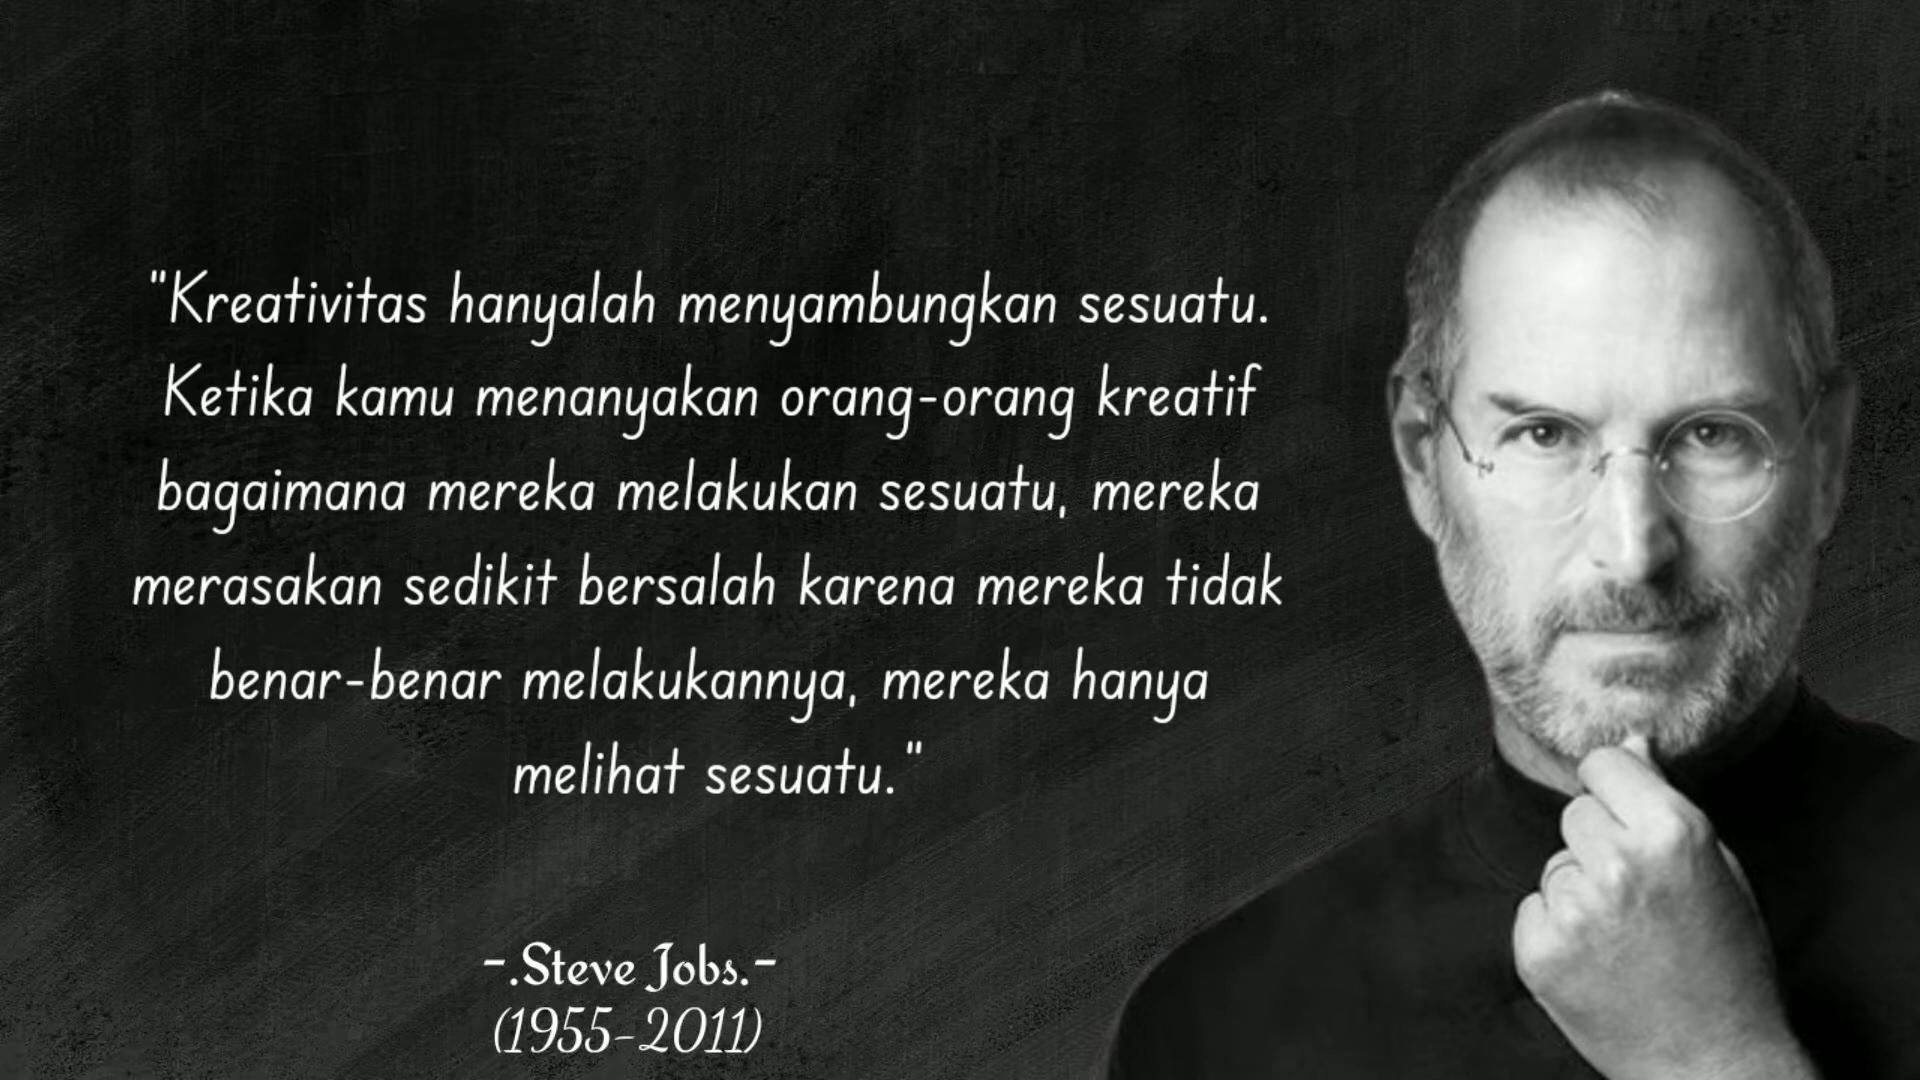 "Kreativitas hanyalah menyambungkan sesuatu.
Ketika kamu menanyakan orang-orang kreatif
bagaimana mereka melakukan sesuatu, mereka
merasakan sedikit bersalah karena mereka tidak
benar-benar melakukannya, mereka hanya
melihat sesuatu."
-.Steve Jobs.-
(1955-2011)